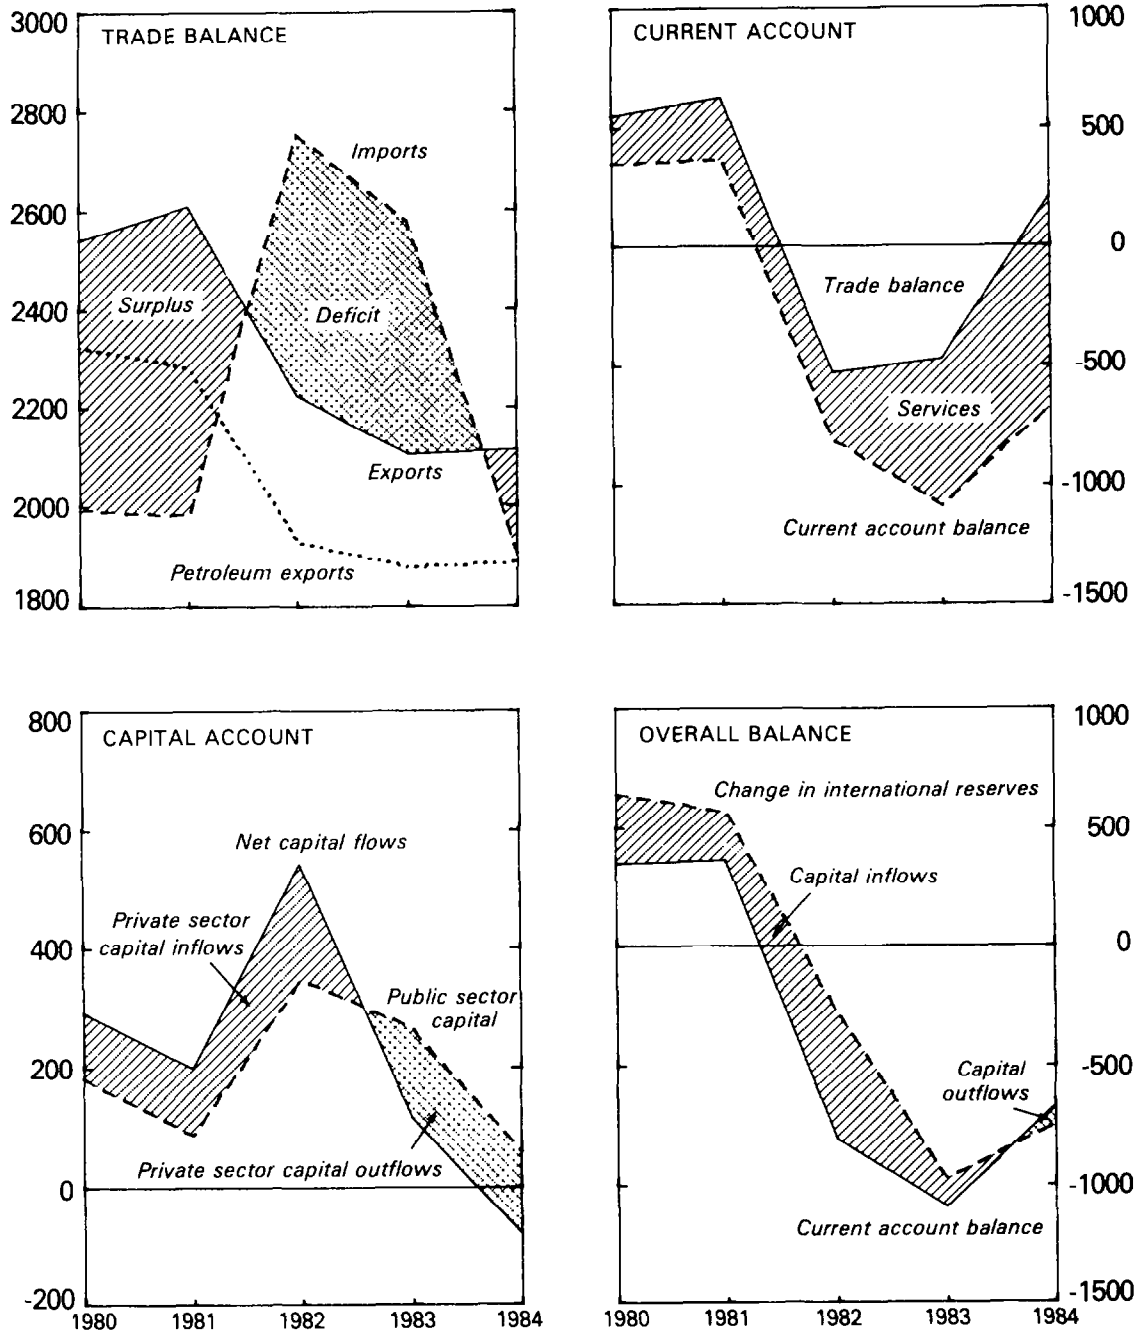 TRADE BALANCE
3000
2800
2600
2400
2200
2000
1800
Imports
Surplus
Deficit
Exports
Petroleum exports
CURRENT ACCOUNT
1000
500
0
-500
-1000
-1500
Trade balance
Services
Current account balance
CAPITAL ACCOUNT
800
600
400
200
0
-200
Net capital flows
Private sector
capital inflows
Public sector
capital
Private sector capital outflows
1980
1981
1982
1983
1984
OVERALL BALANCE
1000
500
0
-500
-1000
-1500
Change in international reserves
Capital inflows
Capital
outflows
Current account balance
1980
1981
1982
1983
1984